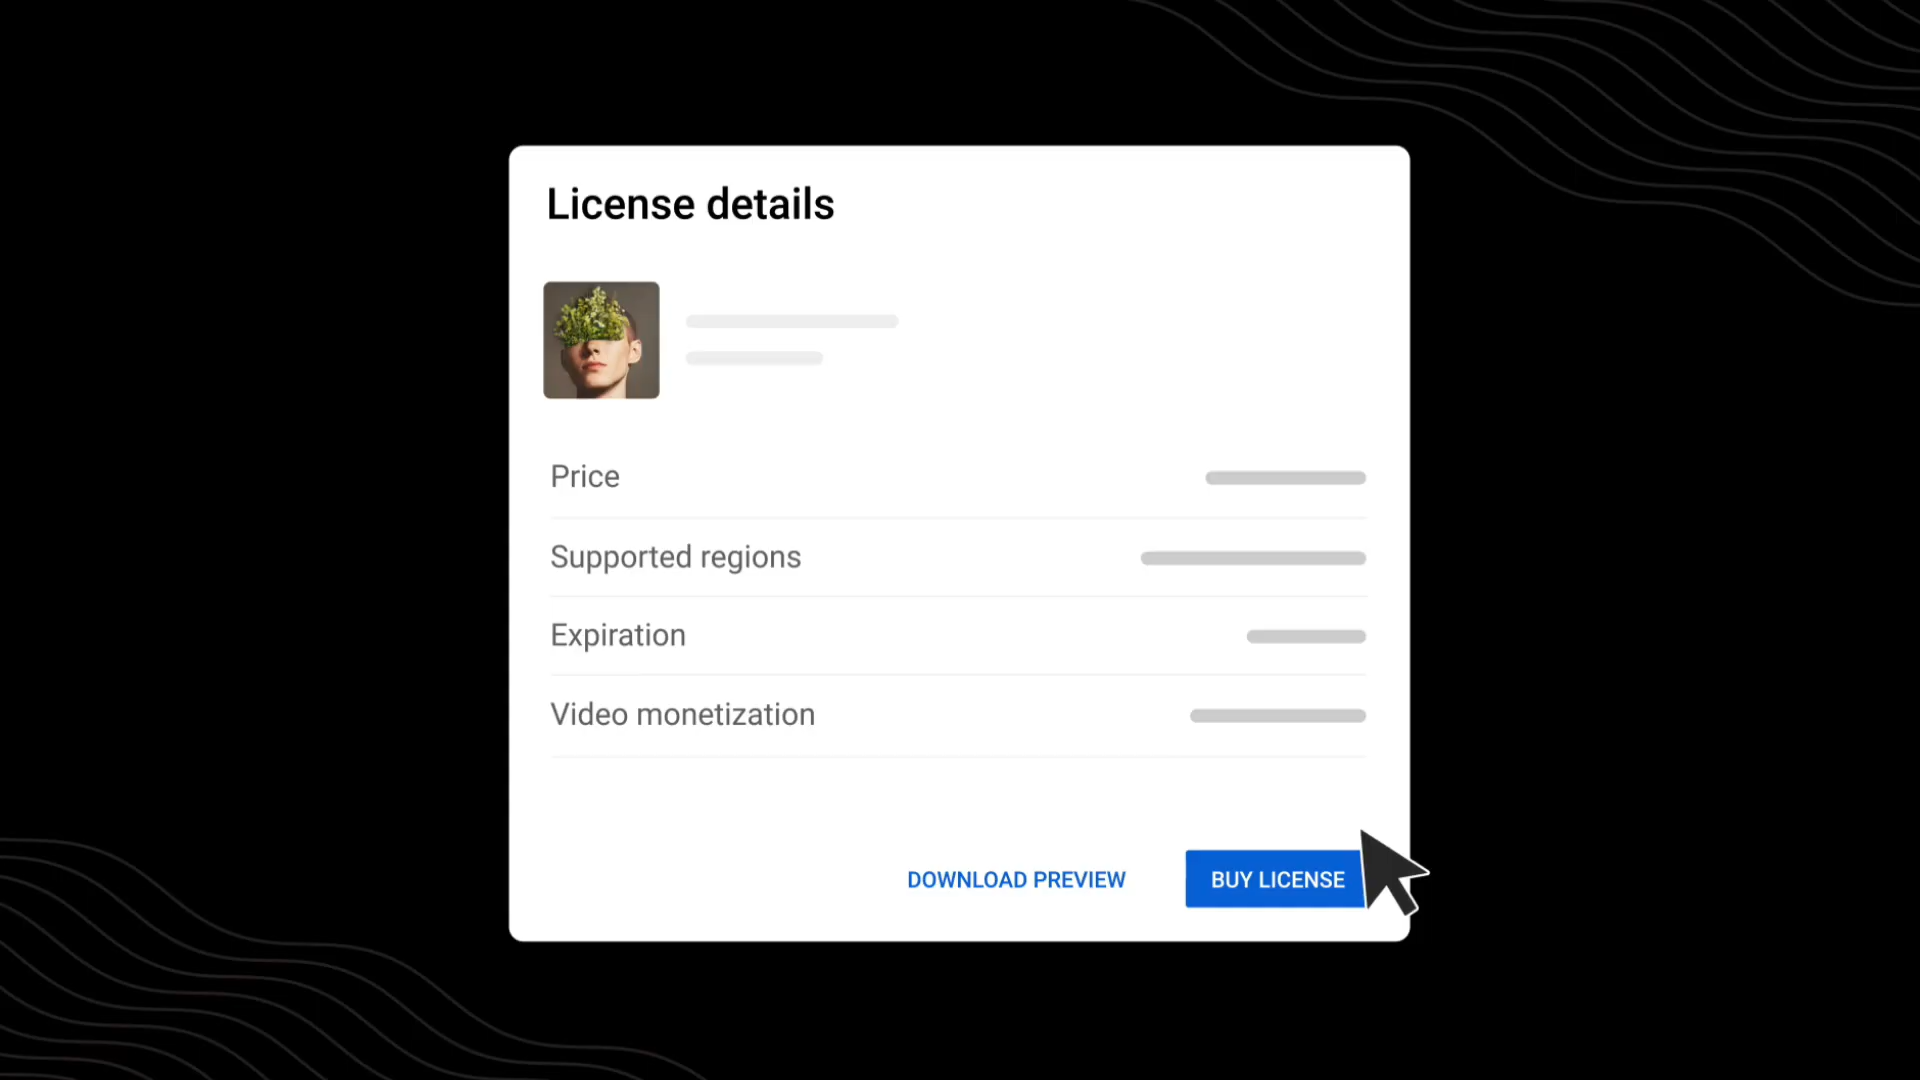 License details
Price
Supported regions
Expiration
Video monetization
DOWNLOAD PREVIEW
BUY LICENSE